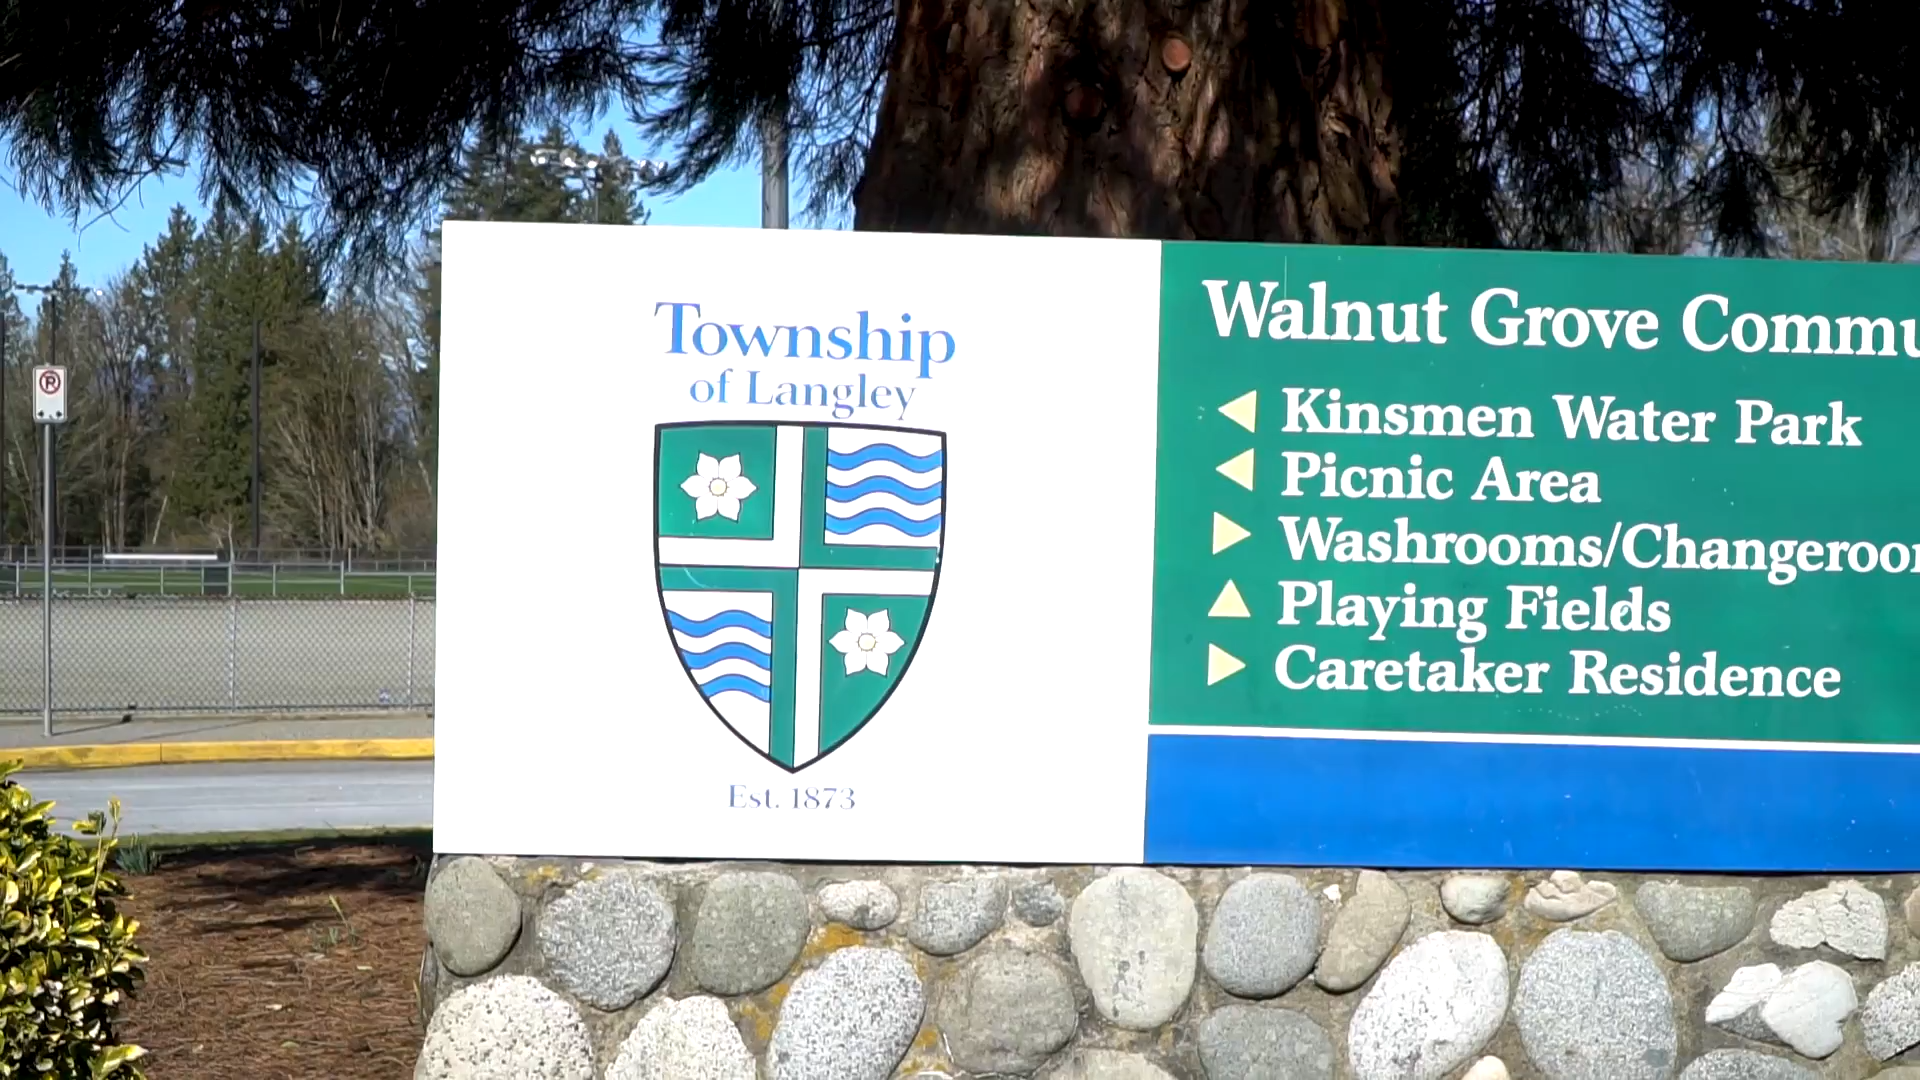 Township
of Langley
Est. 1873
Walnut Grove Commu
Kinsmen Water Park
Picnic Area
Washrooms/Changeroo
Playing Fields
Caretaker Residence
P